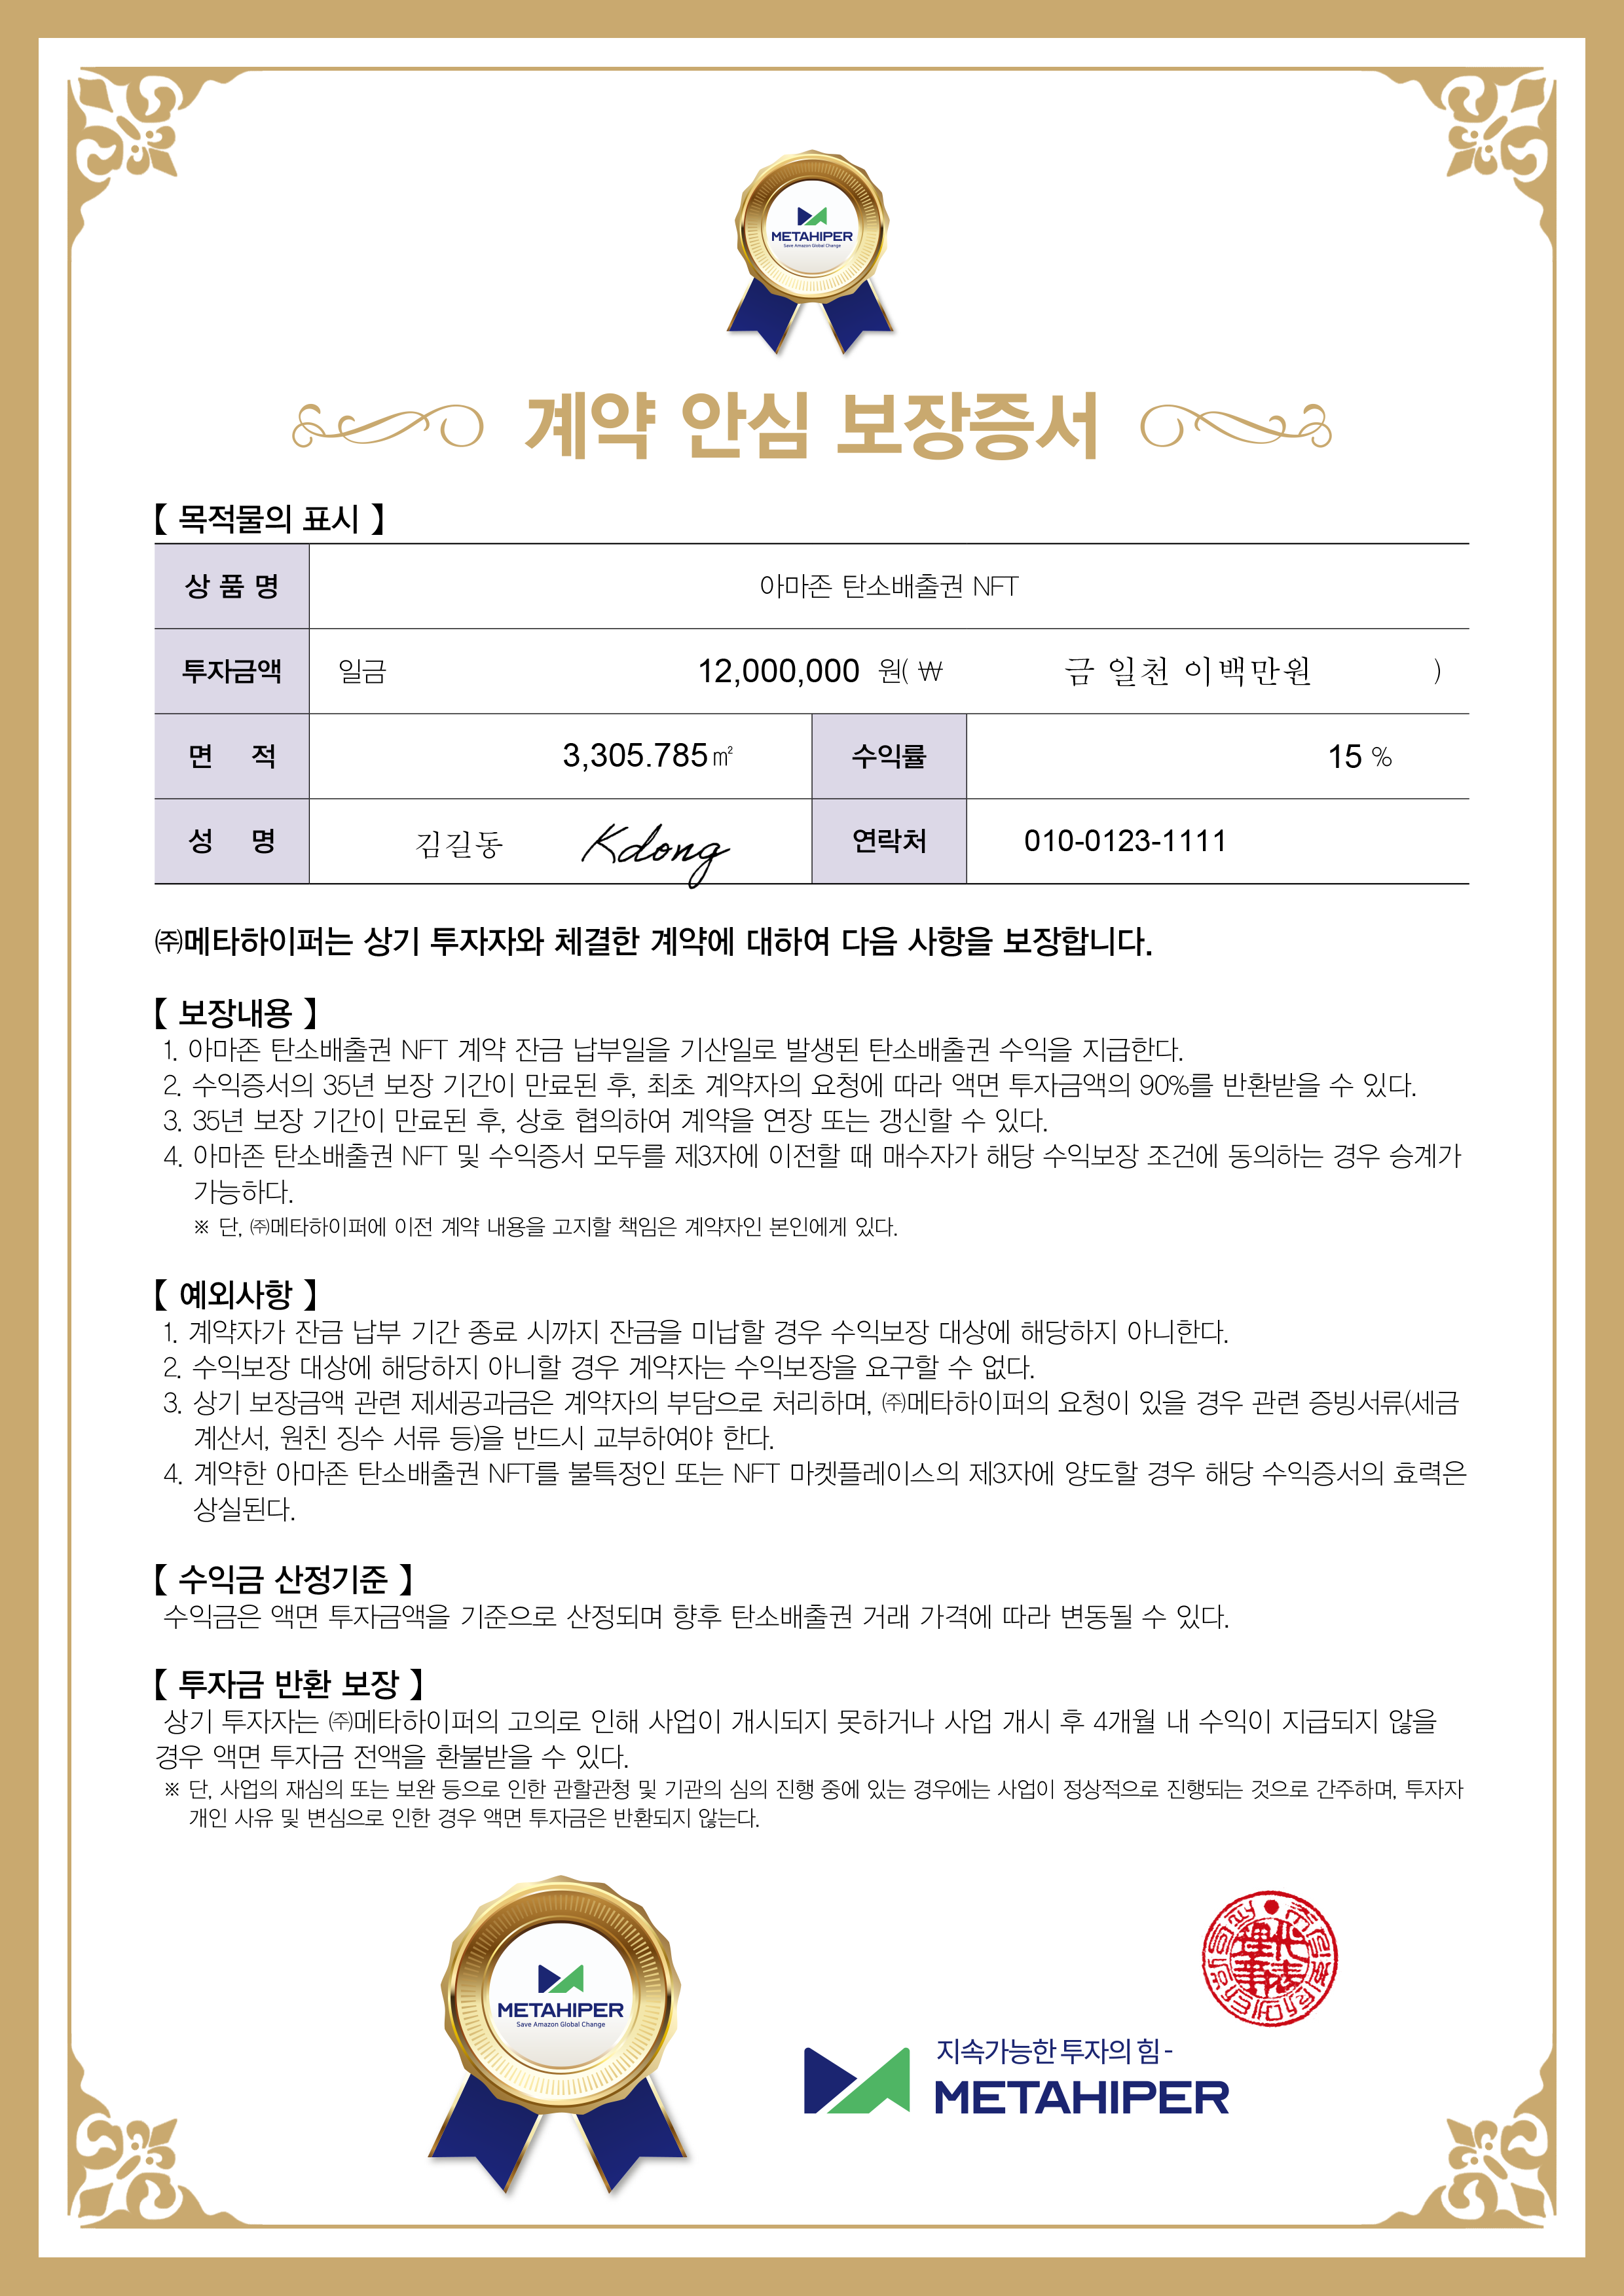 METAHIPER
Save Amazon Global Change
계약 안심 보장증서
【 목적물의 표시 】
상 품 명 아마존 탄소배출권 NFT
투자금액 일금 12,000,000 원( ₩ 금 일천 이백만원 )
면 적 3,305.785㎡ 수익률 15 %
성 명 김길동 Kdong 연락처 010-0123-1111
㈜메타하이퍼는 상기 투자자와 체결한 계약에 대하여 다음 사항을 보장합니다.
【 보장내용 】
1. 아마존 탄소배출권 NFT 계약 잔금 납부일을 기산일로 발생된 탄소배출권 수익을 지급한다.
2. 수익증서의 35년 보장 기간이 만료된 후, 최초 계약자의 요청에 따라 액면 투자금액의 90%를 반환받을 수 있다.
3. 35년 보장 기간이 만료된 후, 상호 협의하여 계약을 연장 또는 갱신할 수 있다.
4. 아마존 탄소배출권 NFT 및 수익증서 모두를 제3자에 이전할 때 매수자가 해당 수익보장 조건에 동의하는 경우 승계가
가능하다.
※ 단, ㈜메타하이퍼에 이전 계약 내용을 고지할 책임은 계약자인 본인에게 있다.
【 예외사항 】
1. 계약자가 잔금 납부 기간 종료 시까지 잔금을 미납할 경우 수익보장 대상에 해당하지 아니한다.
2. 수익보장 대상에 해당하지 아니할 경우 계약자는 수익보장을 요구할 수 없다.
3. 상기 보장금액 관련 제세공과금은 계약자의 부담으로 처리하며, ㈜메타하이퍼의 요청이 있을 경우 관련 증빙서류(세금
계산서, 원친 징수 서류 등)을 반드시 교부하여야 한다.
4. 계약한 아마존 탄소배출권 NFT를 불특정인 또는 NFT 마켓플레이스의 제3자에 양도할 경우 해당 수익증서의 효력은
상실된다.
【 수익금 산정기준 】
수익금은 액면 투자금액을 기준으로 산정되며 향후 탄소배출권 거래 가격에 따라 변동될 수 있다.
【 투자금 반환 보장 】
상기 투자자는 ㈜메타하이퍼의 고의로 인해 사업이 개시되지 못하거나 사업 개시 후 4개월 내 수익이 지급되지 않을
경우 액면 투자금 전액을 환불받을 수 있다.
※ 단, 사업의 재심의 또는 보완 등으로 인한 관할관청 및 기관의 심의 진행 중에 있는 경우에는 사업이 정상적으로 진행되는 것으로 간주하며, 투자자
개인 사유 및 변심으로 인한 경우 액면 투자금은 반환되지 않는다.
METAHIPER
Save Amazon Global Change
지속가능한 투자의 힘 -
METAHIPER